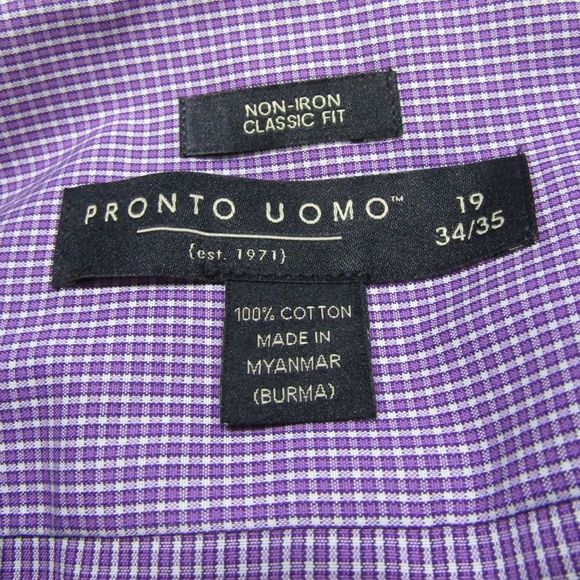 NON-IRON
CLASSIC FIT
PRONTO UOMO™
{est. 1971}
19
34/35
100% COTTON
MADE IN
MYANMAR
(BURMA)